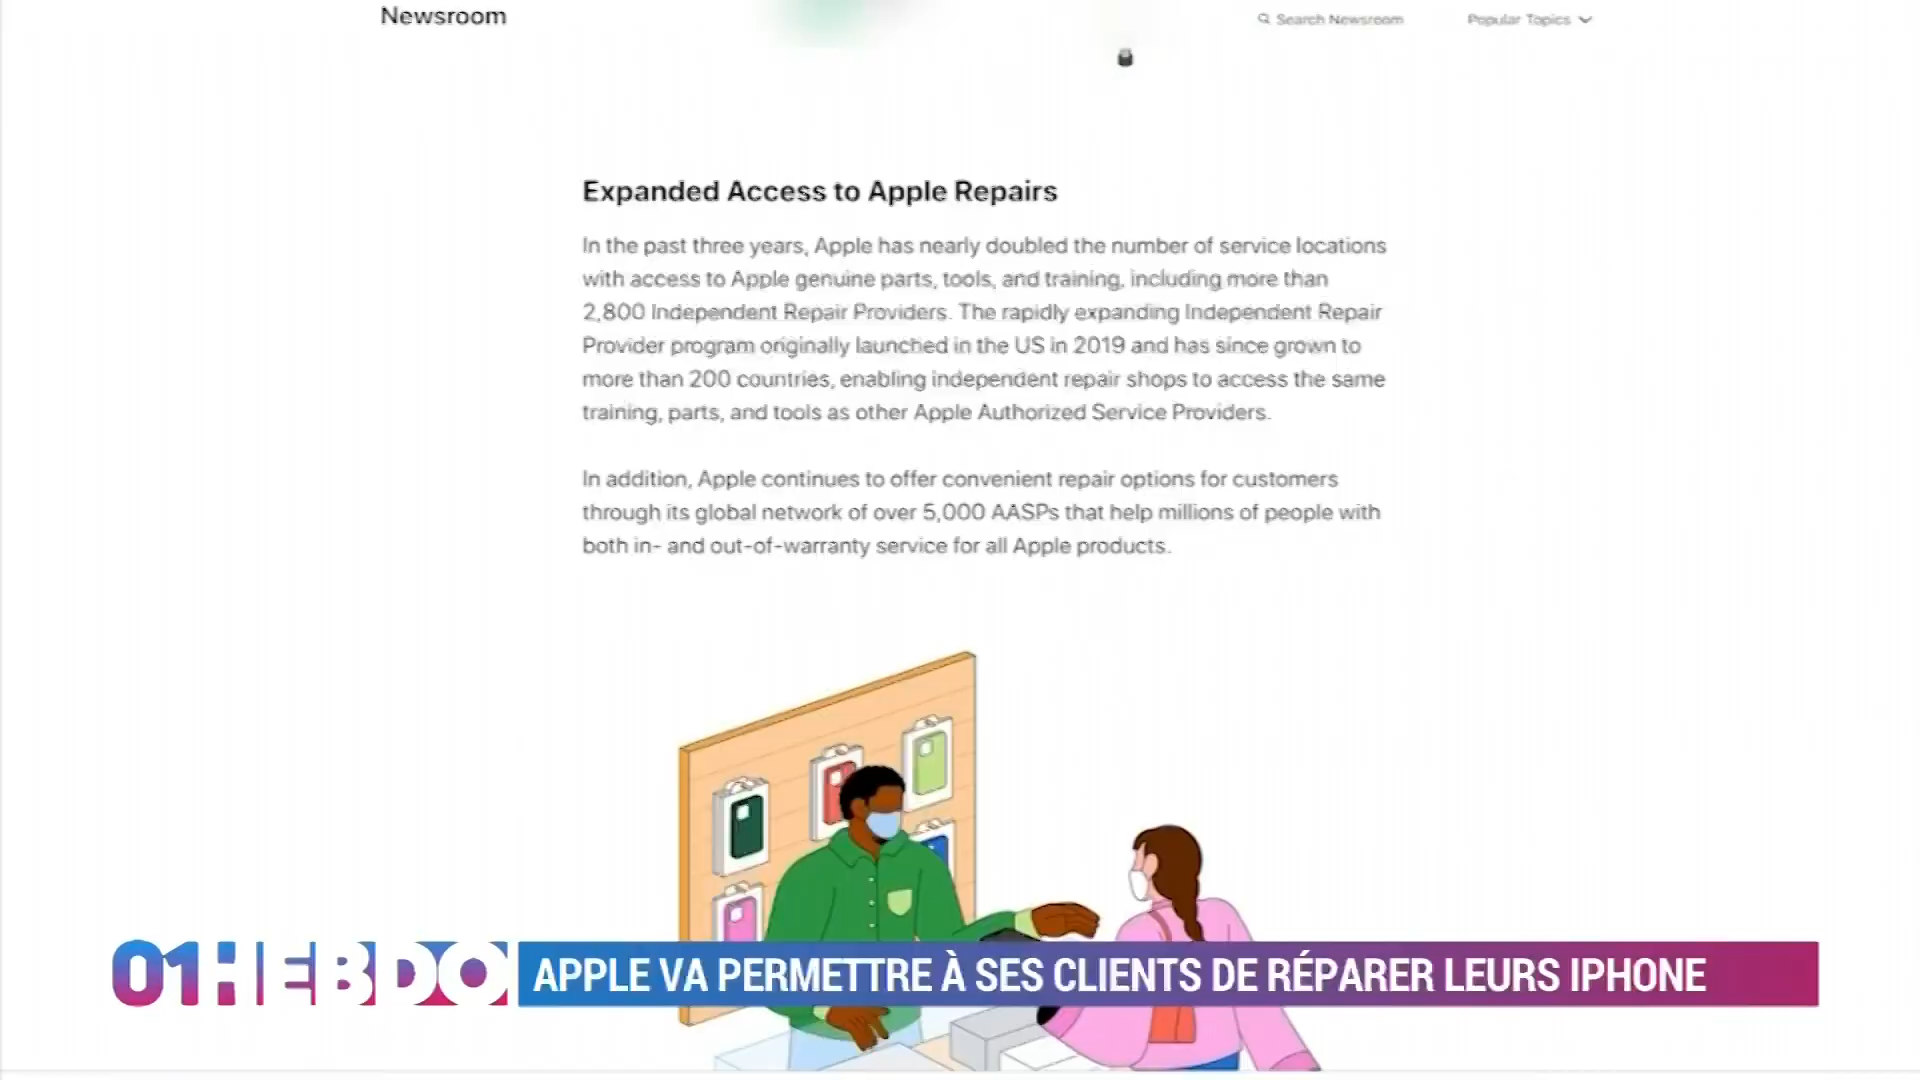 Newsroom
Search Newsroom
Popular Topics
Expanded Access to Apple Repairs
In the past three years, Apple has nearly doubled the number of service locations
with access to Apple genuine parts, tools, and training, including more than
2,800 Independent Repair Providers. The rapidly expanding Independent Repair
Provider program originally launched in the US in 2019 and has since grown to
more than 200 countries, enabling independent repair shops to access the same
training, parts, and tools as other Apple Authorized Service Providers.
In addition, Apple continues to offer convenient repair options for customers
through its global network of over 5,000 AASPs that help millions of people with
both in- and out-of-warranty service for all Apple products.
01HEBDO
APPLE VA PERMETTRE À SES CLIENTS DE RÉPARER LEURS IPHONE